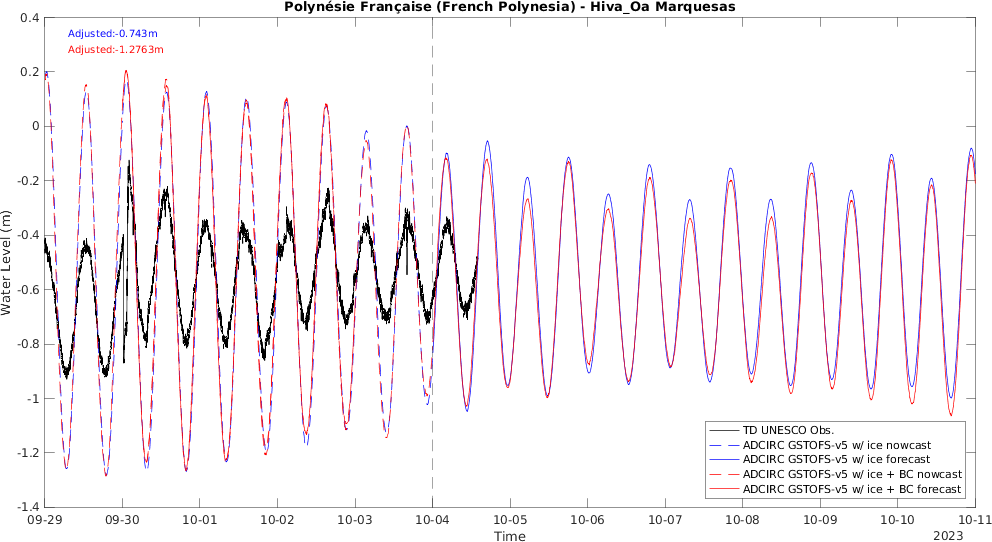 Polynésie Française (French Polynesia) - Hiva_Oa Marquesas
Adjusted:-0.743m
Adjusted:-1.2763m
Water Level (m)
0.4
0.2
0
-0.2
-0.4
-0.6
-0.8
-1
-1.2
-1.4
TD UNESCO Obs.
ADCIRC GSTOFS-v5 w/ ice nowcast
ADCIRC GSTOFS-v5 w/ ice forecast
ADCIRC GSTOFS-v5 w/ ice + BC nowcast
ADCIRC GSTOFS-v5 w/ ice + BC forecast
09-29 09-30 10-01 10-02 10-03 10-04 10-05 10-06 10-07 10-08 10-09 10-10 10-11
Time
2023